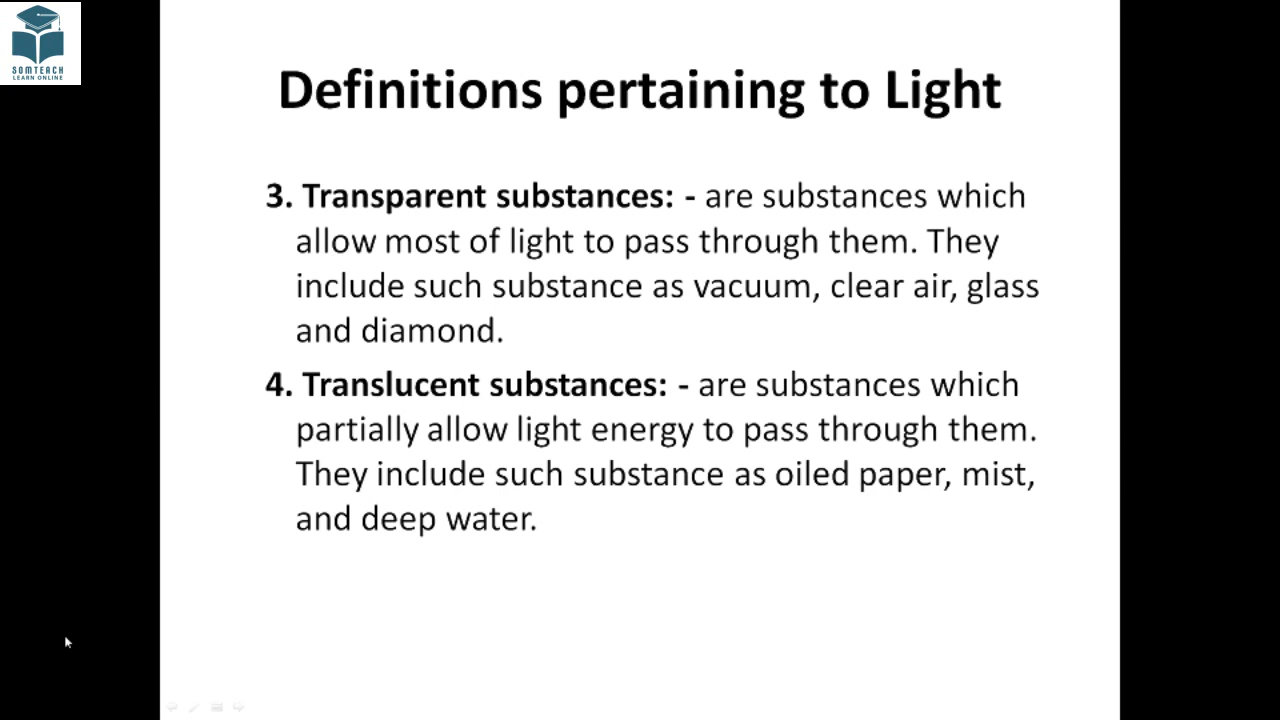 SOMTEACH
LEARN ONLINE
Definitions pertaining to Light
3. Transparent substances: - are substances which
allow most of light to pass through them. They
include such substance as vacuum, clear air, glass
and diamond.
4. Translucent substances: - are substances which
partially allow light energy to pass through them.
They include such substance as oiled paper, mist,
and deep water.